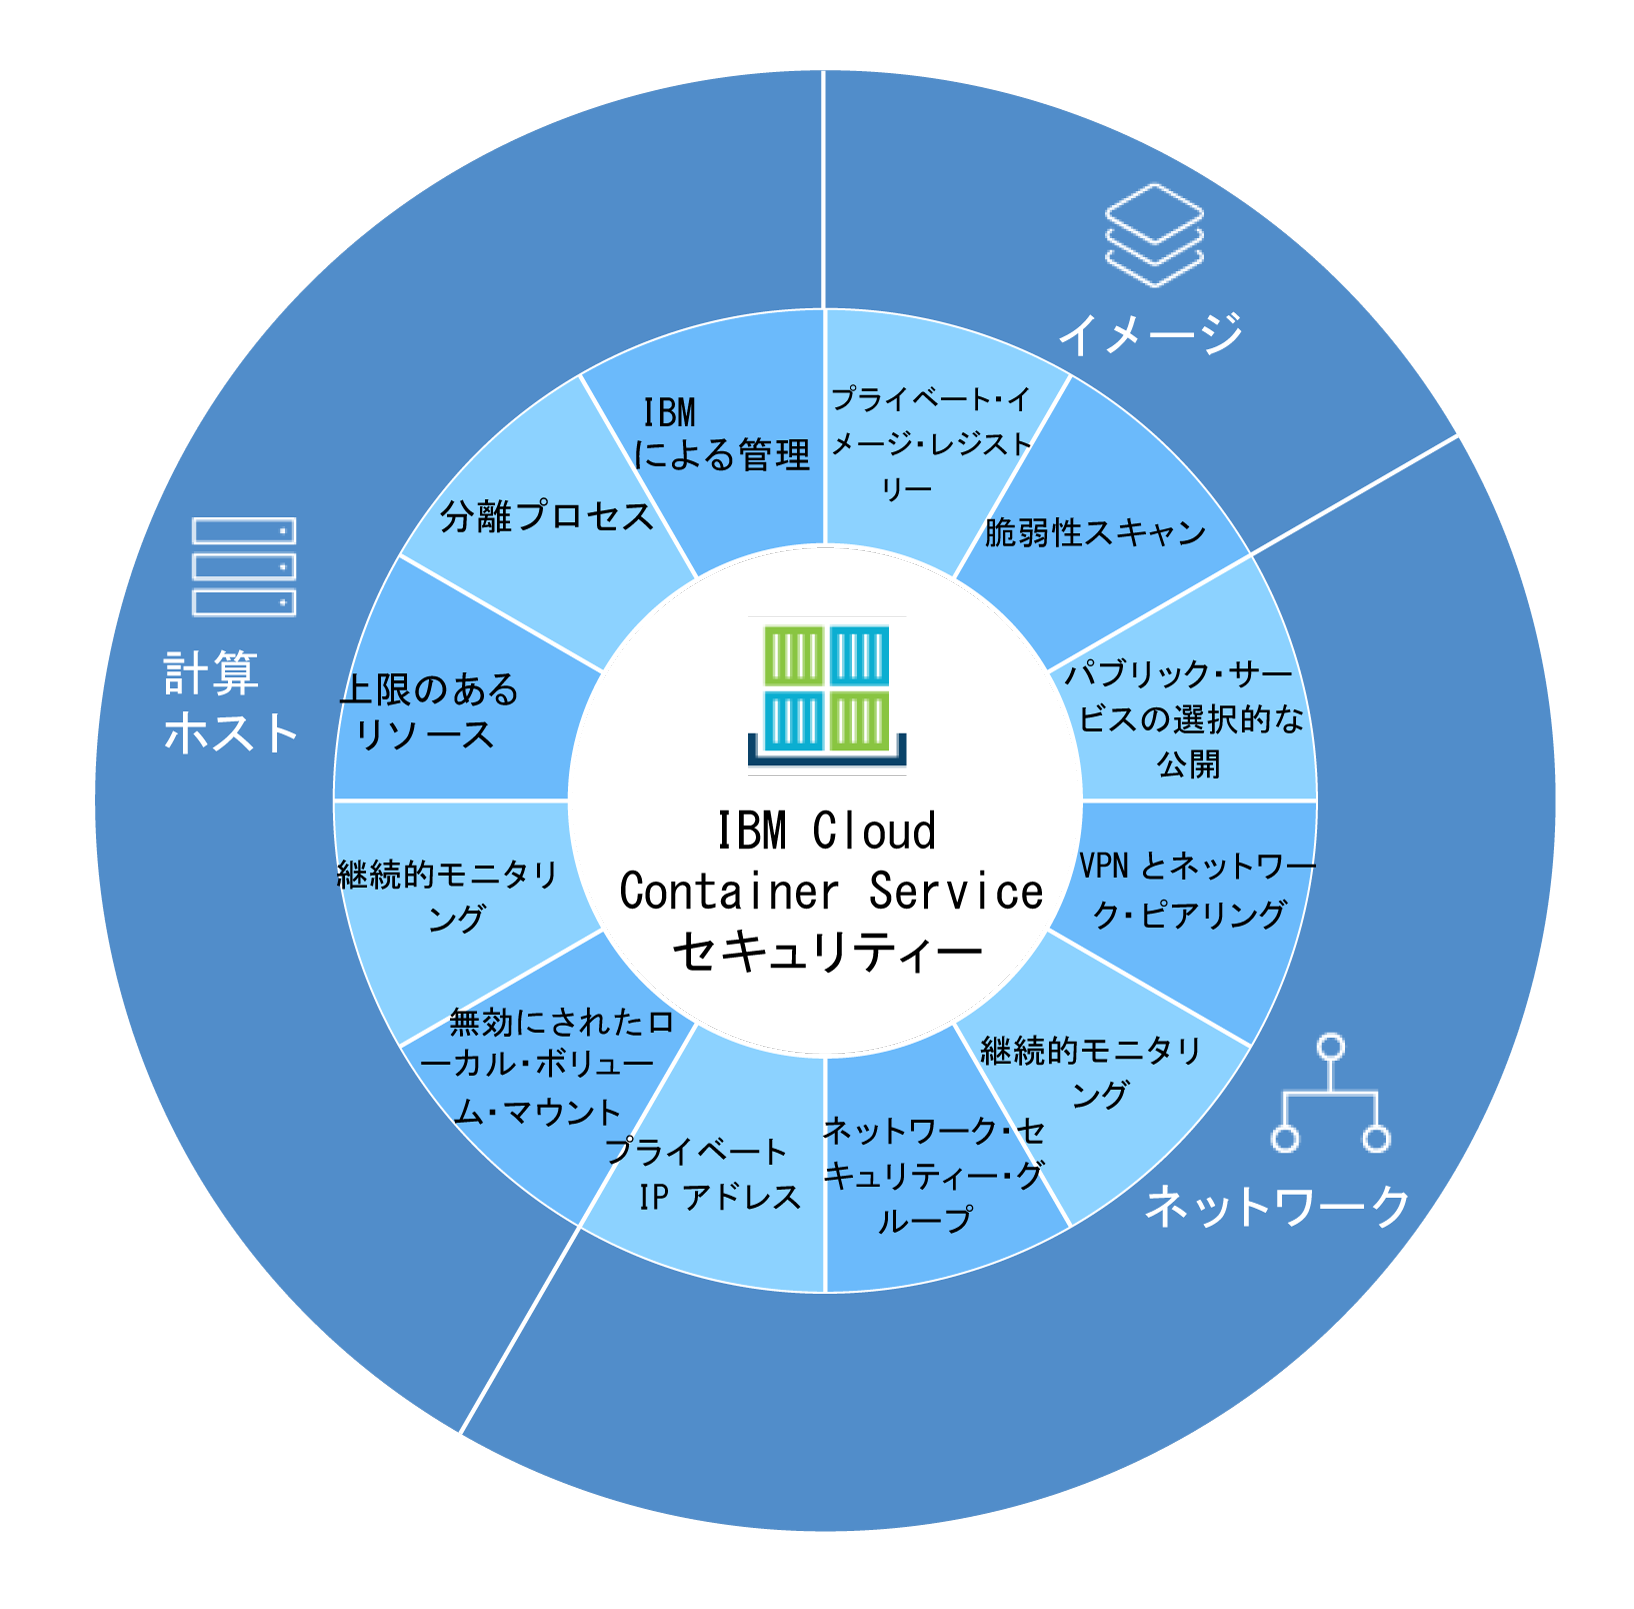 イメージ
IBM
による管理
プライベート・イ
メージ・レジスト
リー
分離プロセス
脆弱性スキャン
計算
ホスト
上限のある
リソース
パブリック・サー
ビスの選択的な
公開
IBM Cloud
Container Service
セキュリティー
継続的モニタリ
ング
VPN とネットワー
ク・ピアリング
無効にされたロ
ーカル・ボリュー
ム・マウント
継続的モニタリ
ング
プライベート
IP アドレス
ネットワーク・セ
キュリティー・グ
ループ
ネットワーク